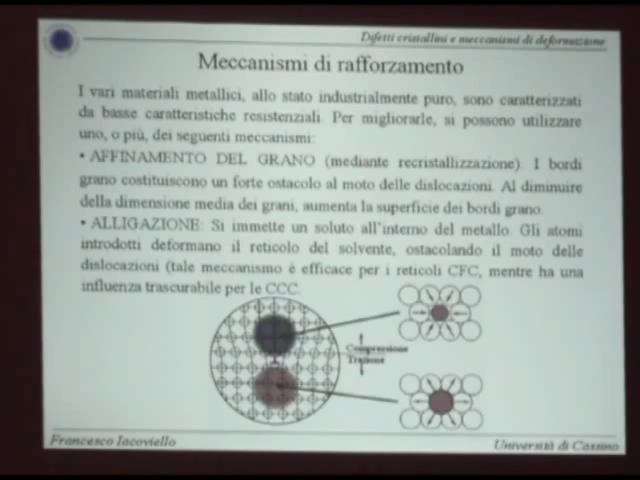 Difetti cristallini e meccanismi di deformazione
Meccanismi di rafforzamento
I vari materiali metallici, allo stato industrialmente puro, sono caratterizzati
da basse caratteristiche resistenziali. Per migliorarle, si possono utilizzare
uno, o più, dei seguenti meccanismi:
• AFFINAMENTO DEL GRANO (mediante recristallizzazione). I bordi
grano costituiscono un forte ostacolo al moto delle dislocazioni. Al diminuire
della dimensione media dei grani, aumenta la superficie dei bordi grano.
• ALLIGAZIONE: Si immette un soluto all'interno del metallo. Gli atomi
introdotti deformano il reticolo del solvente, ostacolando il moto delle
dislocazioni (tale meccanismo è efficace per i reticoli CFC, mentre ha una
influenza trascurabile per le CCC.
Compressione
Trazione
Francesco Iacoviello
Università di Cassino